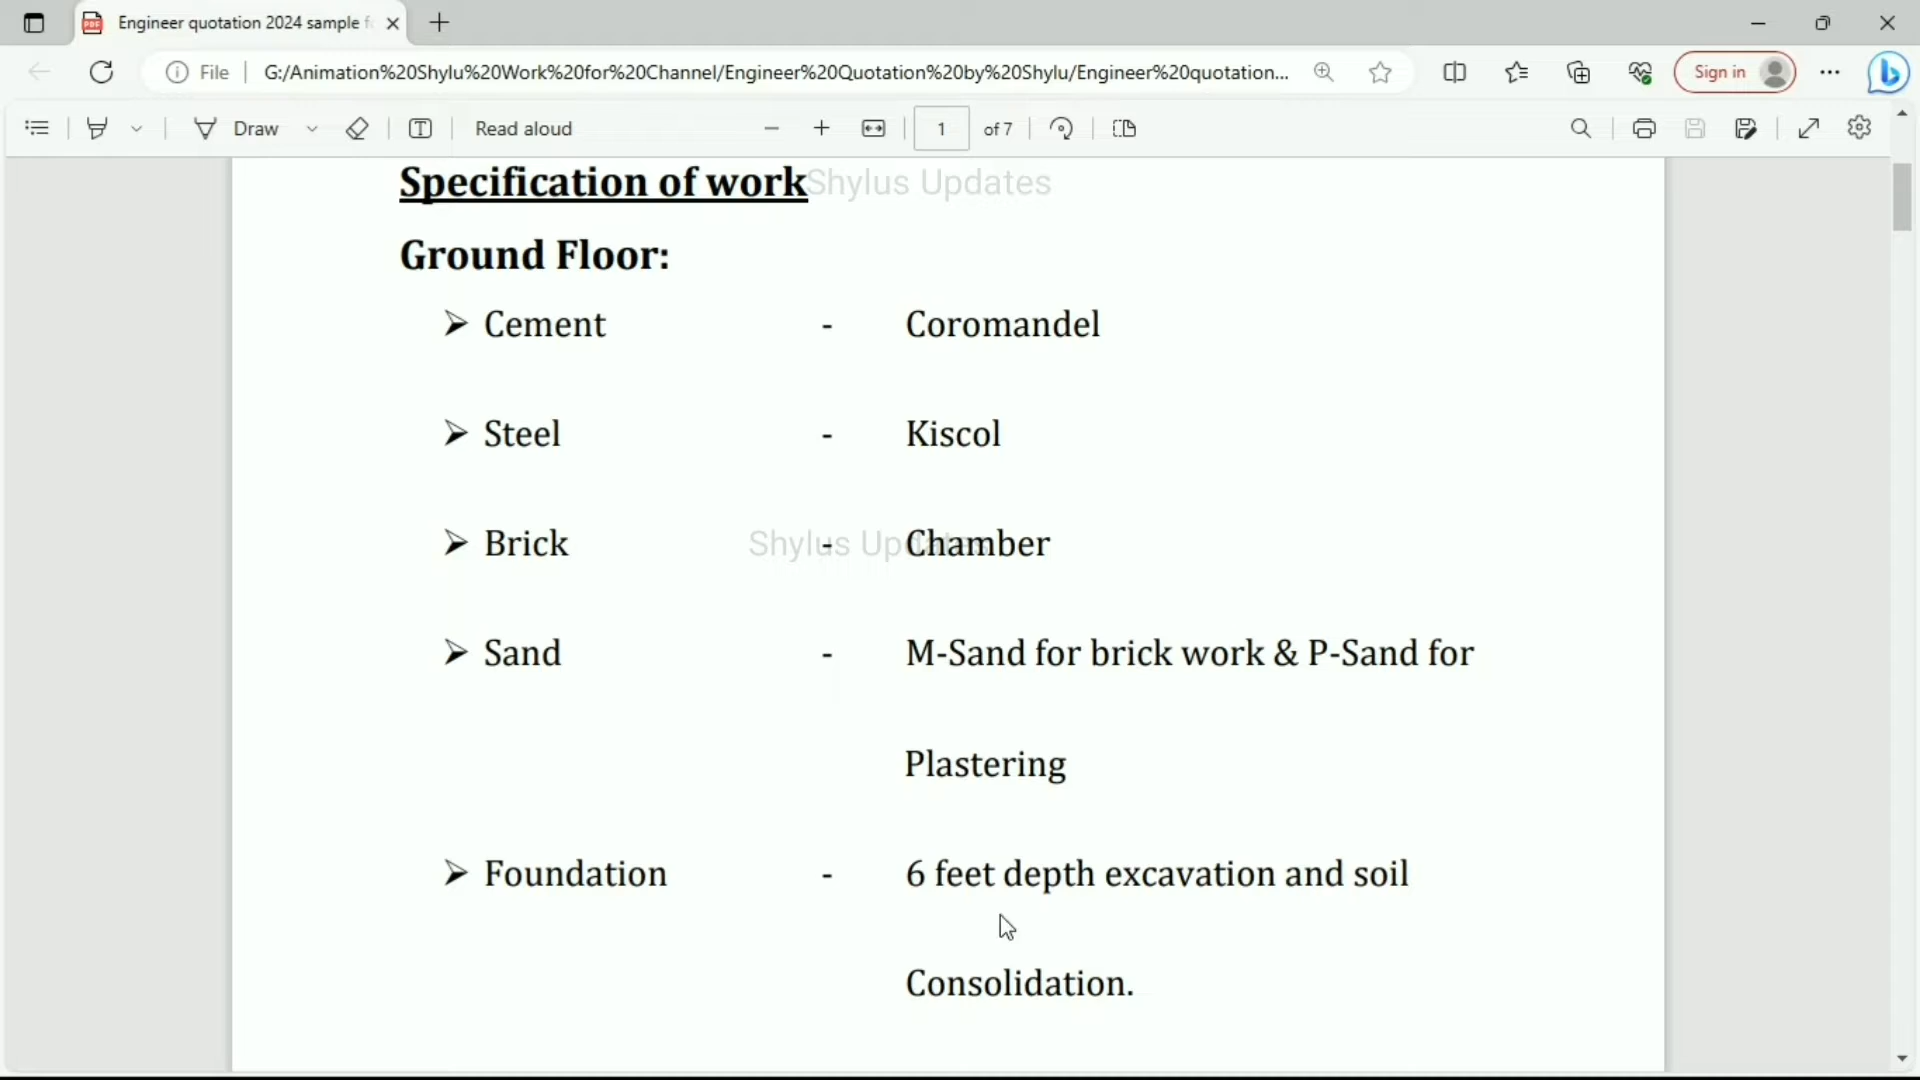 Engineer quotation 2024 sample f
File
G:/Animation%20Shylu%20Work%20for%20Channel/Engineer%20Quotation%20by%20Shylu/Engineer%20quotation...
Sign in
Draw
Read aloud
1 of 7
Specification of work
Shylus Updates
Ground Floor:
➢ Cement - Coromandel
➢ Steel - Kiscol
➢ Brick - Chamber
Shylus Updates
➢ Sand - M-Sand for brick work & P-Sand for
Plastering
➢ Foundation - 6 feet depth excavation and soil
Consolidation.